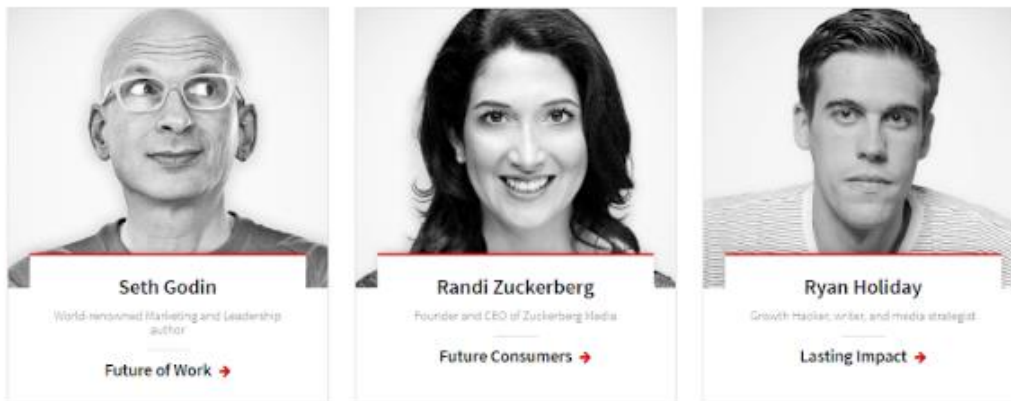 Seth Godin
World-renowned Marketing and Leadership
author
Future of Work →
Randi Zuckerberg
Founder and CEO of Zuckerberg Media
Future Consumers →
Ryan Holiday
Growth Hacker, writer, and media strategist
Lasting Impact →